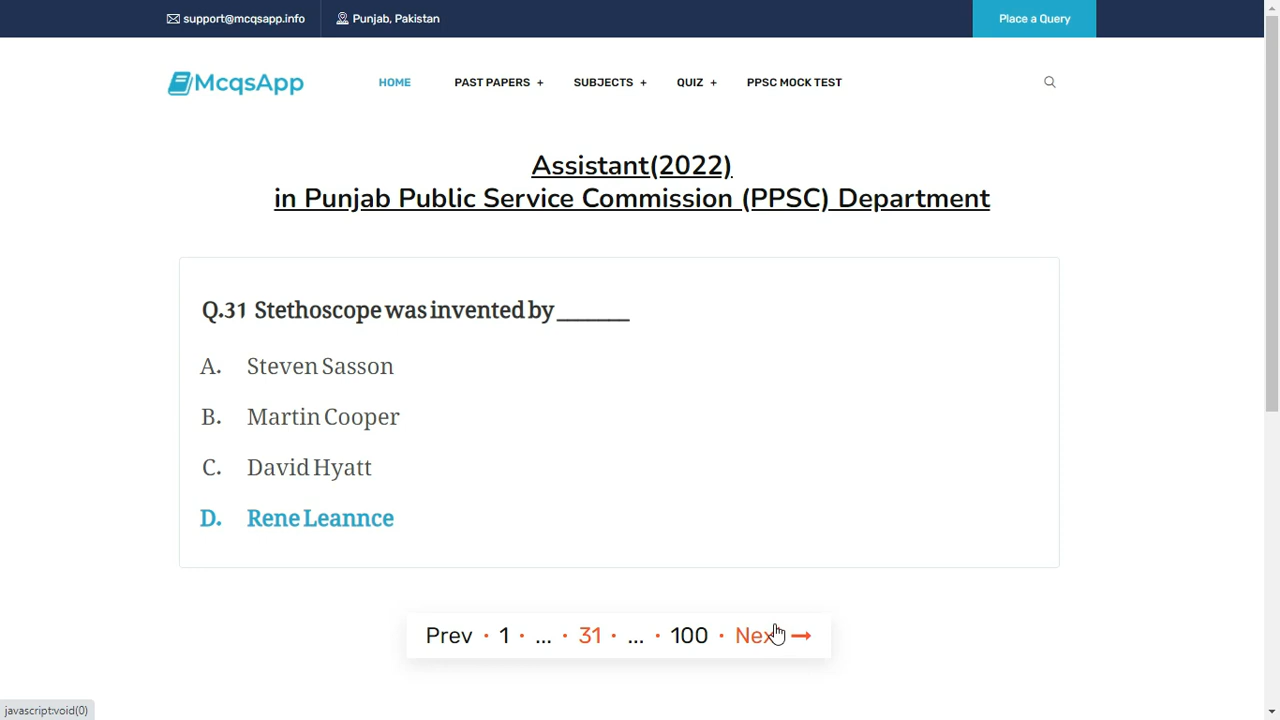 support@mcqsapp.info Punjab, Pakistan Place a Query
McqsApp HOME PAST PAPERS + SUBJECTS + QUIZ + PPSC MOCK TEST
Assistant(2022)
in Punjab Public Service Commission (PPSC) Department
Q.31 Stethoscope was invented by _______
A. Steven Sasson
B. Martin Cooper
C. David Hyatt
D. Rene Leannce
Prev · 1 · ... · 31 · ... · 100 · Nex →
javascript:void(0)